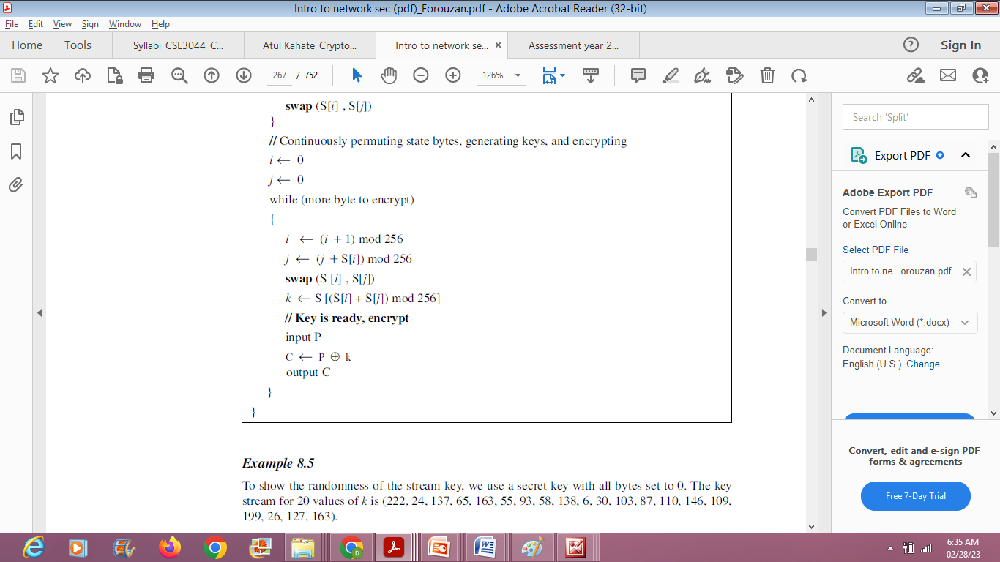 Intro to network sec (pdf)_Forouzan.pdf - Adobe Acrobat Reader (32-bit)
File Edit View Sign Window Help
Home Tools Syllabi_CSE3044_C... Atul Kahate_Crypto... Intro to network se... × Assessment year 2... Sign In
267 / 752 126%
swap (S[i] , S[j])
}
// Continuously permuting state bytes, generating keys, and encrypting
i ← 0
j ← 0
while (more byte to encrypt)
{
i ← (i + 1) mod 256
j ← (j + S[i]) mod 256
swap (S [i] , S[j])
k ← S [(S[i] + S[j]) mod 256]
// Key is ready, encrypt
input P
C ← P ⊕ k
output C
}
}
Example 8.5
To show the randomness of the stream key, we use a secret key with all bytes set to 0. The key
stream for 20 values of k is (222, 24, 137, 65, 163, 55, 93, 58, 138, 6, 30, 103, 87, 110, 146, 109,
199, 26, 127, 163).
Search 'Split'
Export PDF
Adobe Export PDF
Convert PDF Files to Word
or Excel Online
Select PDF File
Intro to ne...orouzan.pdf
Convert to
Microsoft Word (*.docx)
Document Language:
English (U.S.) Change
Convert, edit and e-sign PDF
forms & agreements
Free 7-Day Trial
6:35 AM
02/28/23